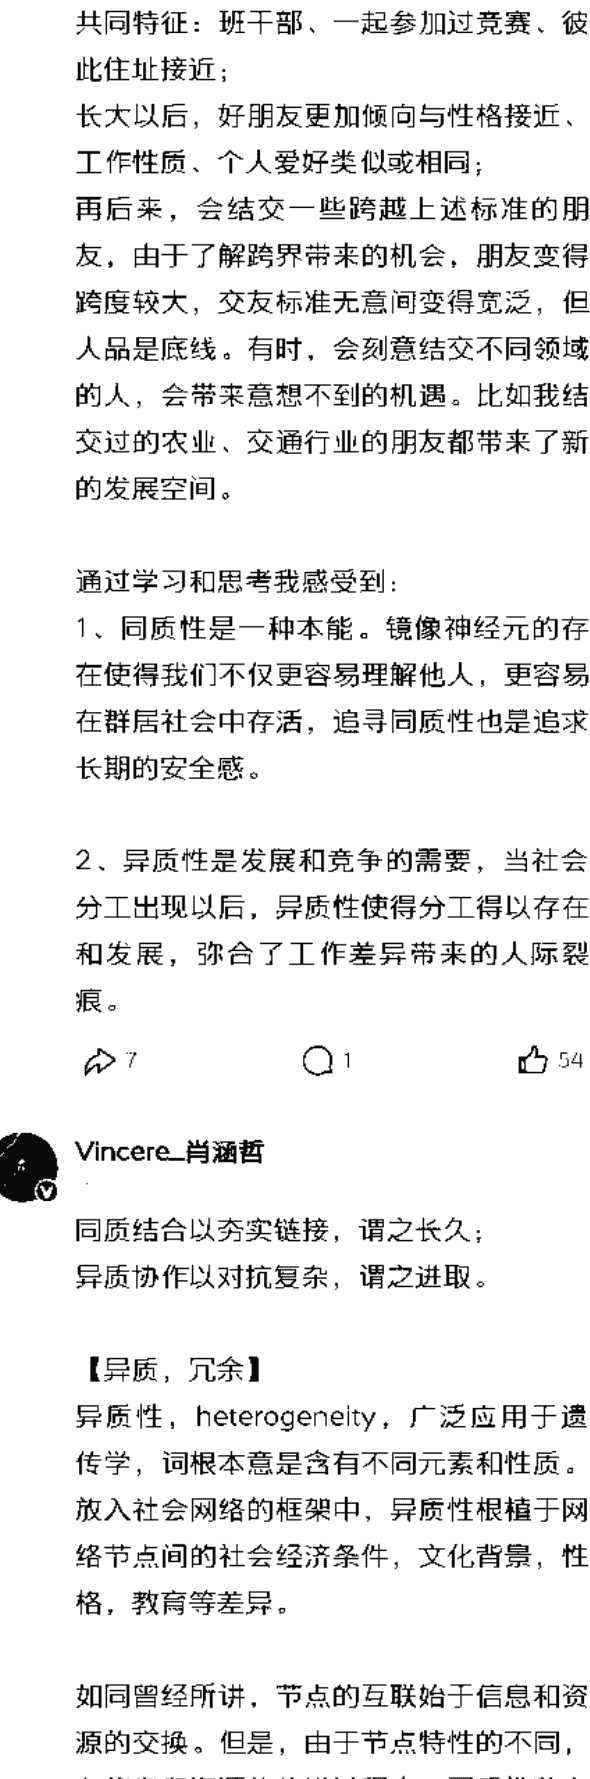 共同特征：班干部、一起参加过竞赛、彼
此住址接近；
长大以后，好朋友更加倾向与性格接近、
工作性质、个人爱好类似或相同；
再后来，会结交一些跨越上述标准的朋
友，由于了解跨界带来的机会，朋友变得
跨度较大，交友标准无意间变得宽泛，但
人品是底线。有时，会刻意结交不同领域
的人，会带来意想不到的机遇。比如我结
交过的农业、交通行业的朋友都带来了新
的发展空间。
通过学习和思考我感受到：
1、同质性是一种本能。镜像神经元的存
在使得我们不仅更容易理解他人，更容易
在群居社会中存活，追寻同质性也是追求
长期的安全感。
2、异质性是发展和竞争的需要，当社会
分工出现以后，异质性使得分工得以存在
和发展，弥合了工作差异带来的人际裂
痕。
7 1 54
Vincere_肖涵哲
同质结合以夯实链接，谓之长久；
异质协作以对抗复杂，谓之进取。
【异质，冗余】
异质性，heterogeneity，广泛应用于遗
传学，词根本意是含有不同元素和性质。
放入社会网络的框架中，异质性根植于网
络节点间的社会经济条件，文化背景，性
格，教育等差异。
如同曾经所讲，节点的互联始于信息和资
源的交换。但是，由于节点特性的不同，